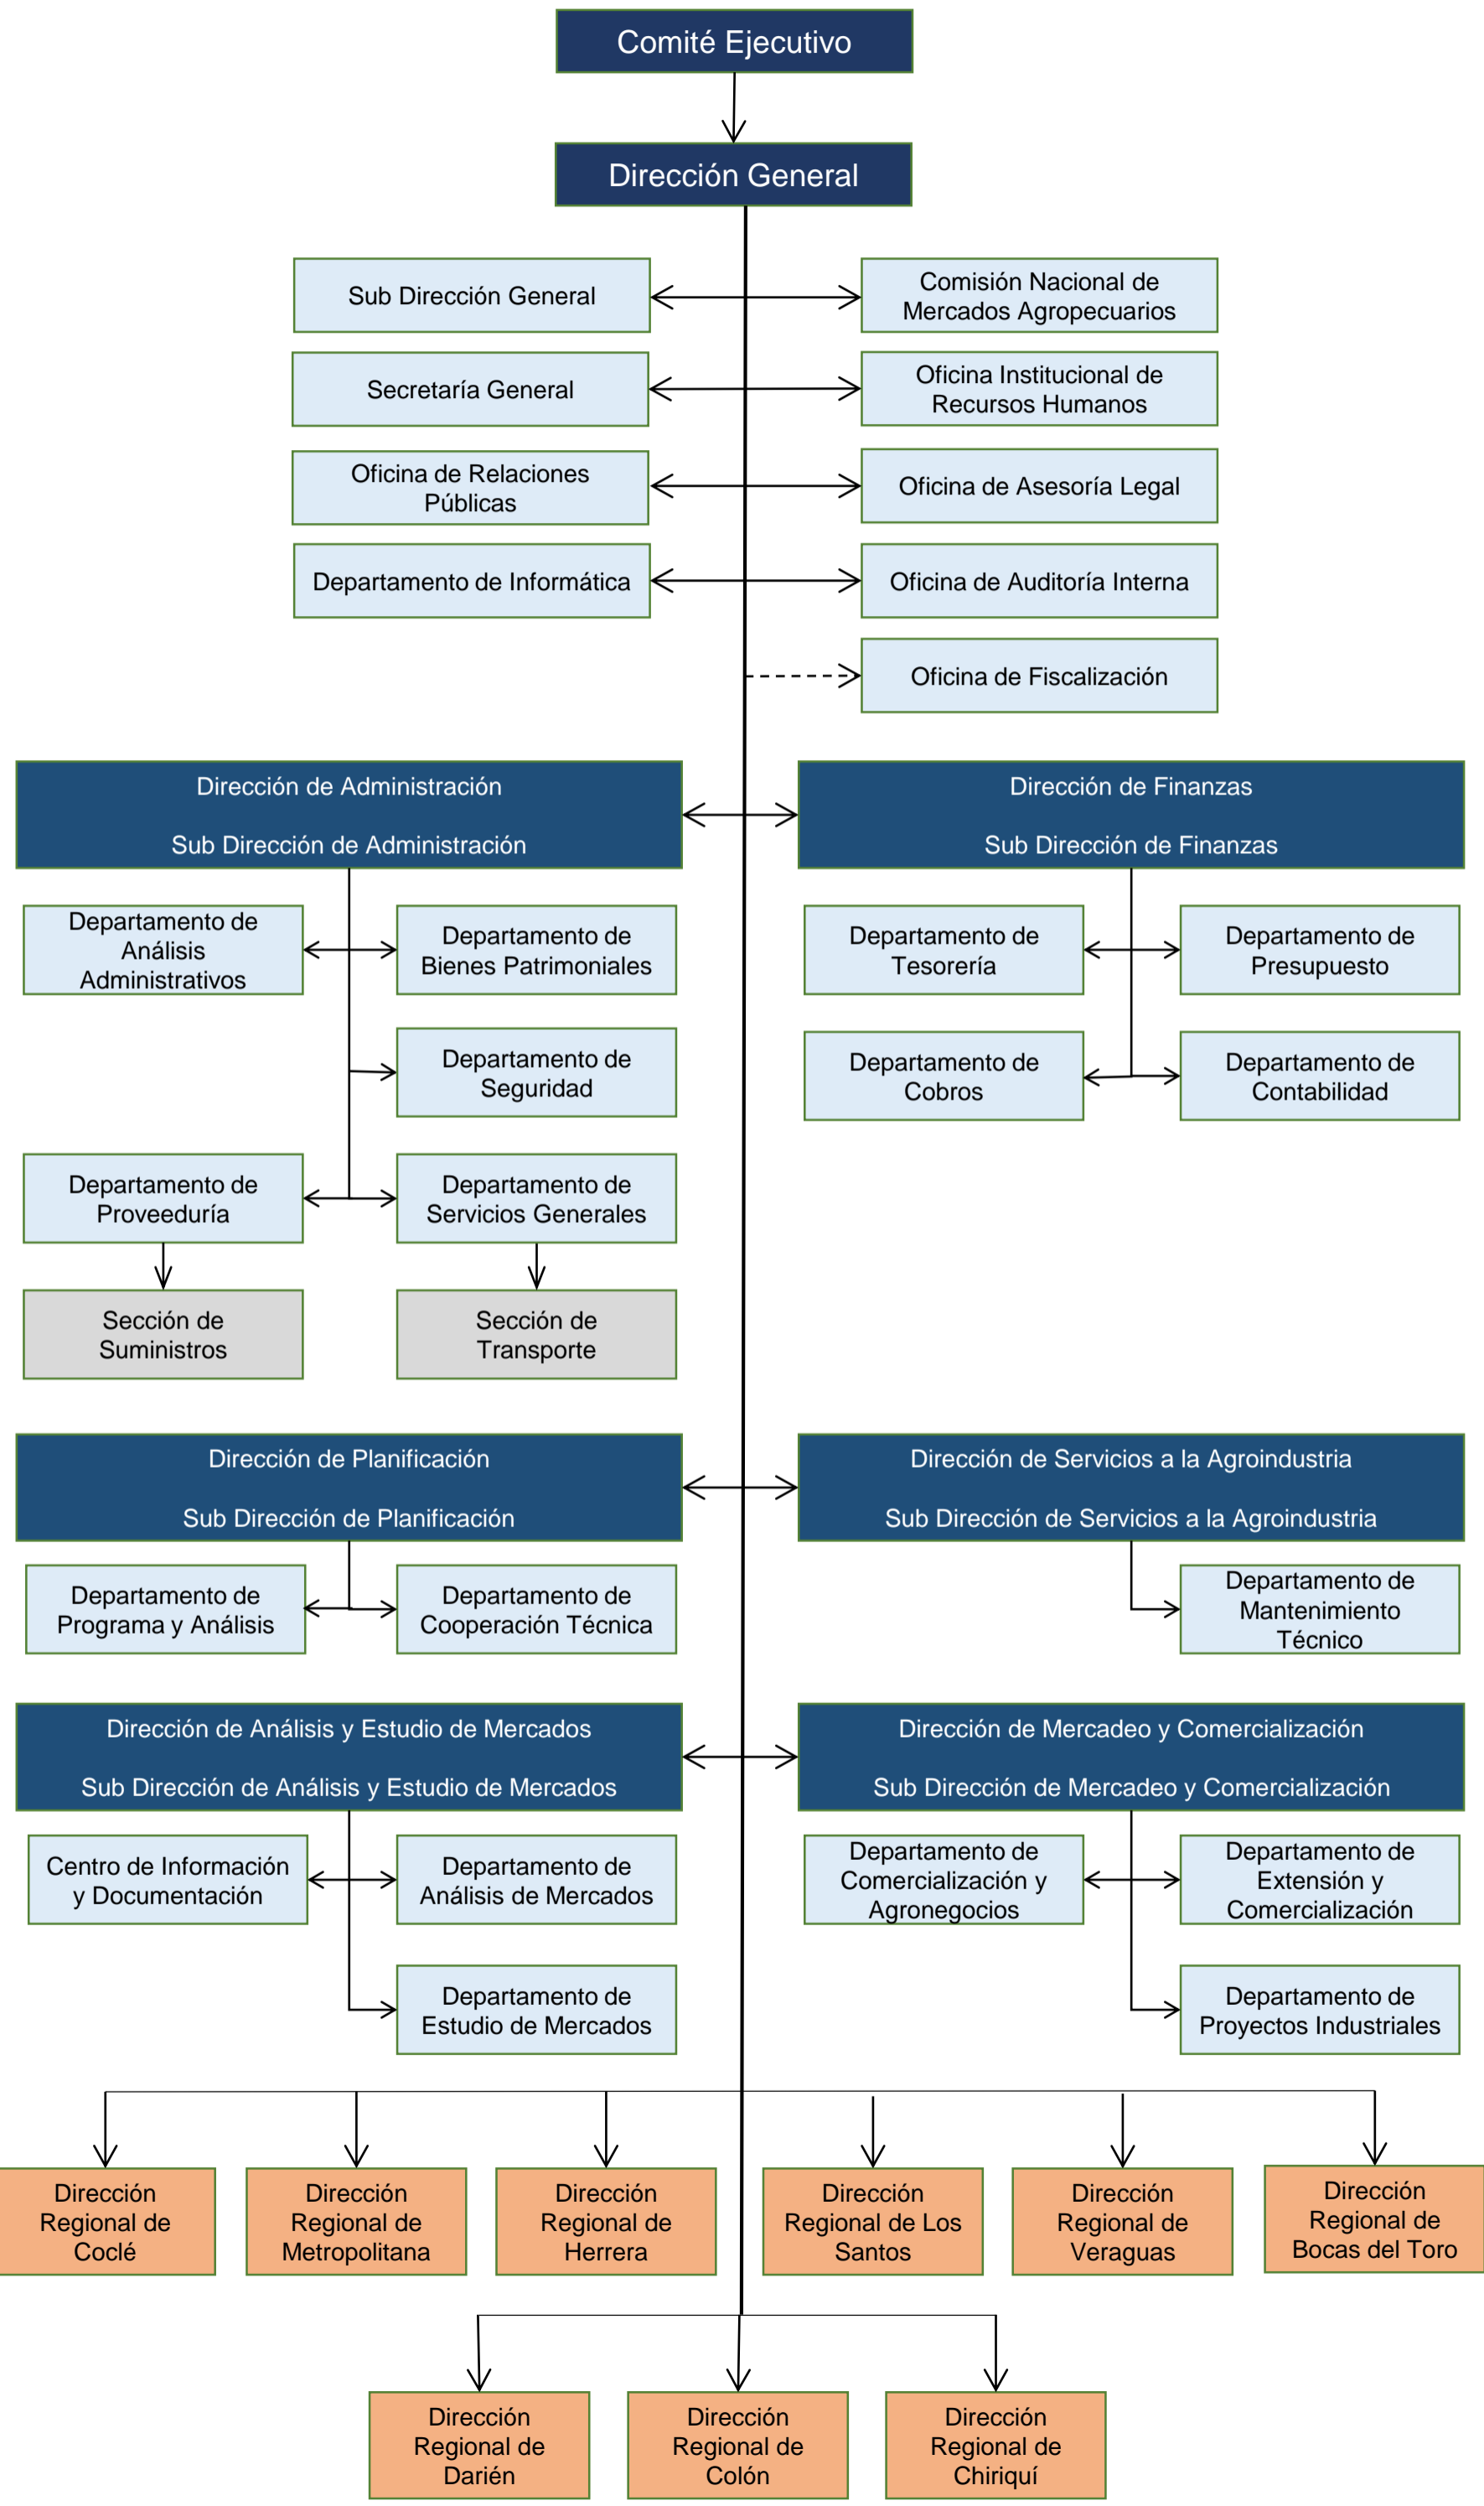 Comité Ejecutivo
Dirección General
Sub Dirección General
Comisión Nacional de
Mercados Agropecuarios
Secretaría General
Oficina Institucional de
Recursos Humanos
Oficina de Relaciones
Públicas
Oficina de Asesoría Legal
Departamento de Informática
Oficina de Auditoría Interna
Oficina de Fiscalización
Dirección de Administración
Sub Dirección de Administración
Dirección de Finanzas
Sub Dirección de Finanzas
Departamento de
Análisis
Administrativos
Departamento de
Bienes Patrimoniales
Departamento de
Tesorería
Departamento de
Presupuesto
Departamento de
Seguridad
Departamento de
Cobros
Departamento de
Contabilidad
Departamento de
Proveeduría
Departamento de
Servicios Generales
Sección de
Suministros
Sección de
Transporte
Dirección de Planificación
Sub Dirección de Planificación
Dirección de Servicios a la Agroindustria
Sub Dirección de Servicios a la Agroindustria
Departamento de
Programa y Análisis
Departamento de
Cooperación Técnica
Departamento de
Mantenimiento
Técnico
Dirección de Análisis y Estudio de Mercados
Sub Dirección de Análisis y Estudio de Mercados
Dirección de Mercadeo y Comercialización
Sub Dirección de Mercadeo y Comercialización
Centro de Información
y Documentación
Departamento de
Análisis de Mercados
Departamento de
Comercialización y
Agronegocios
Departamento de
Extensión y
Comercialización
Departamento de
Estudio de Mercados
Departamento de
Proyectos Industriales
Dirección
Regional de
Coclé
Dirección
Regional de
Metropolitana
Dirección
Regional de
Herrera
Dirección
Regional de Los
Santos
Dirección
Regional de
Veraguas
Dirección
Regional de
Bocas del Toro
Dirección
Regional de
Darién
Dirección
Regional de
Colón
Dirección
Regional de
Chiriquí